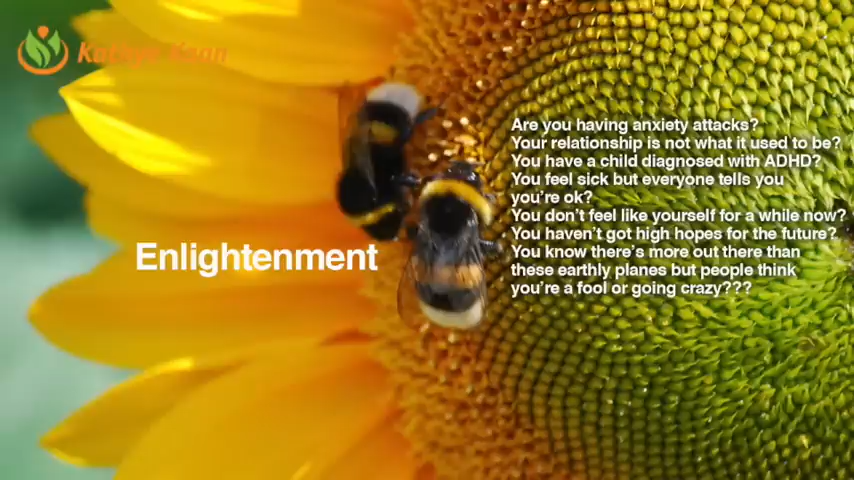 Enlightenment
Are you having anxiety attacks?
Your relationship is not what it used to be?
You have a child diagnosed with ADHD?
You feel sick but everyone tells you
you're ok?
You don't feel like yourself for a while now?
You haven't got high hopes for the future?
You know there's more out there than
these earthly planes but people think
you're a fool or going crazy???